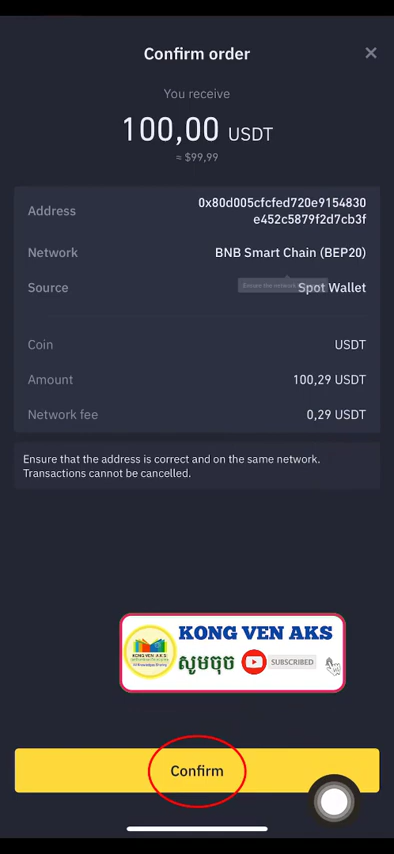 Confirm order
You receive
100,00 USDT
≈ $99,99
Address
0x80d005cfcfed720e9154830
e452c5879f2d7cb3f
Network
BNB Smart Chain (BEP20)
Source
Spot Wallet
Coin
USDT
Amount
100,29 USDT
Network fee
0,29 USDT
Ensure that the address is correct and on the same network.
Transactions cannot be cancelled.
KONG VEN AKS
សូមចុច
SUBSCRIBED
KONG VEN A.K.S
Confirm